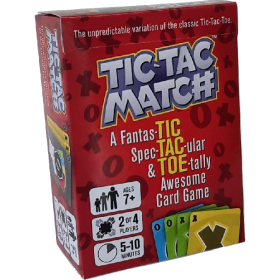 The unpredictable variation of the classic Tic-Tac-Toe.
TIC TAC
MATCH
™
A Fantas-TIC
Spec-TAC-ular
& TOE-tally
Awesome
Card Game
AGES
7+
2 or 4
PLAYERS
5-10
MINUTES
O O X X
X